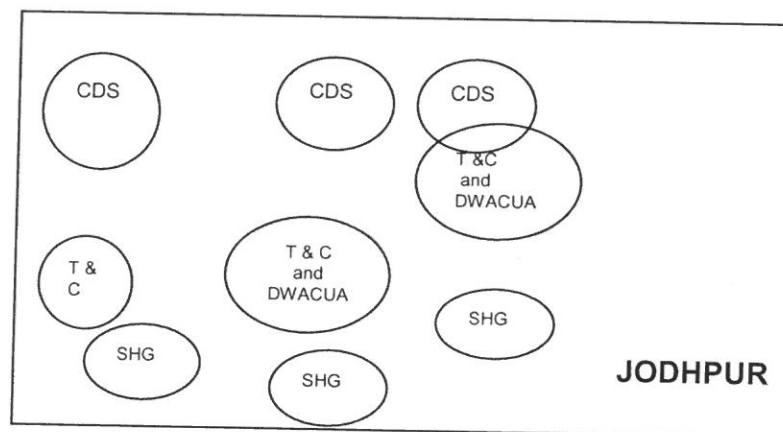 CDS
CDS
CDS
T &C
and
DWACUA
T &
C
T & C
and
DWACUA
SHG
SHG
SHG
JODHPUR